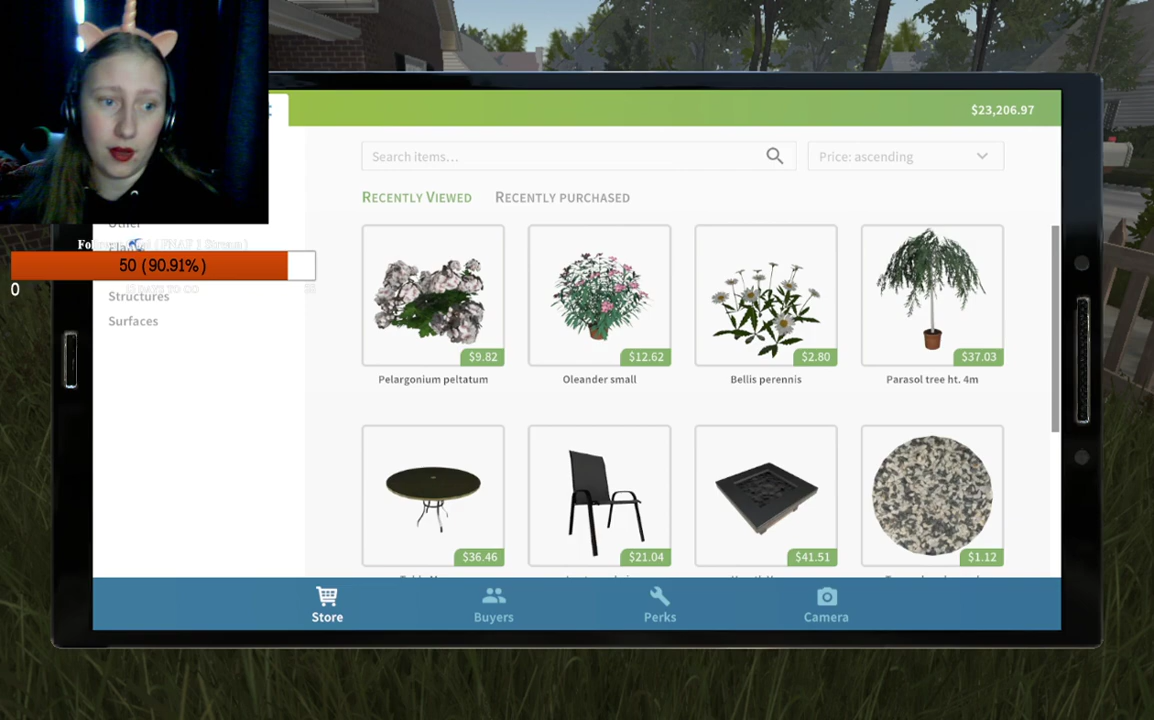 $23,206.97
Search items...
Price: ascending
RECENTLY VIEWED RECENTLY PURCHASED
Other
50 (90.91%)
0
Structures
Surfaces
$9.82 $12.62 $2.80 $37.03
Pelargonium peltatum Oleander small Bellis perennis Parasol tree ht. 4m
$36.46 $21.04 $41.51 $1.12
Store Buyers Perks Camera